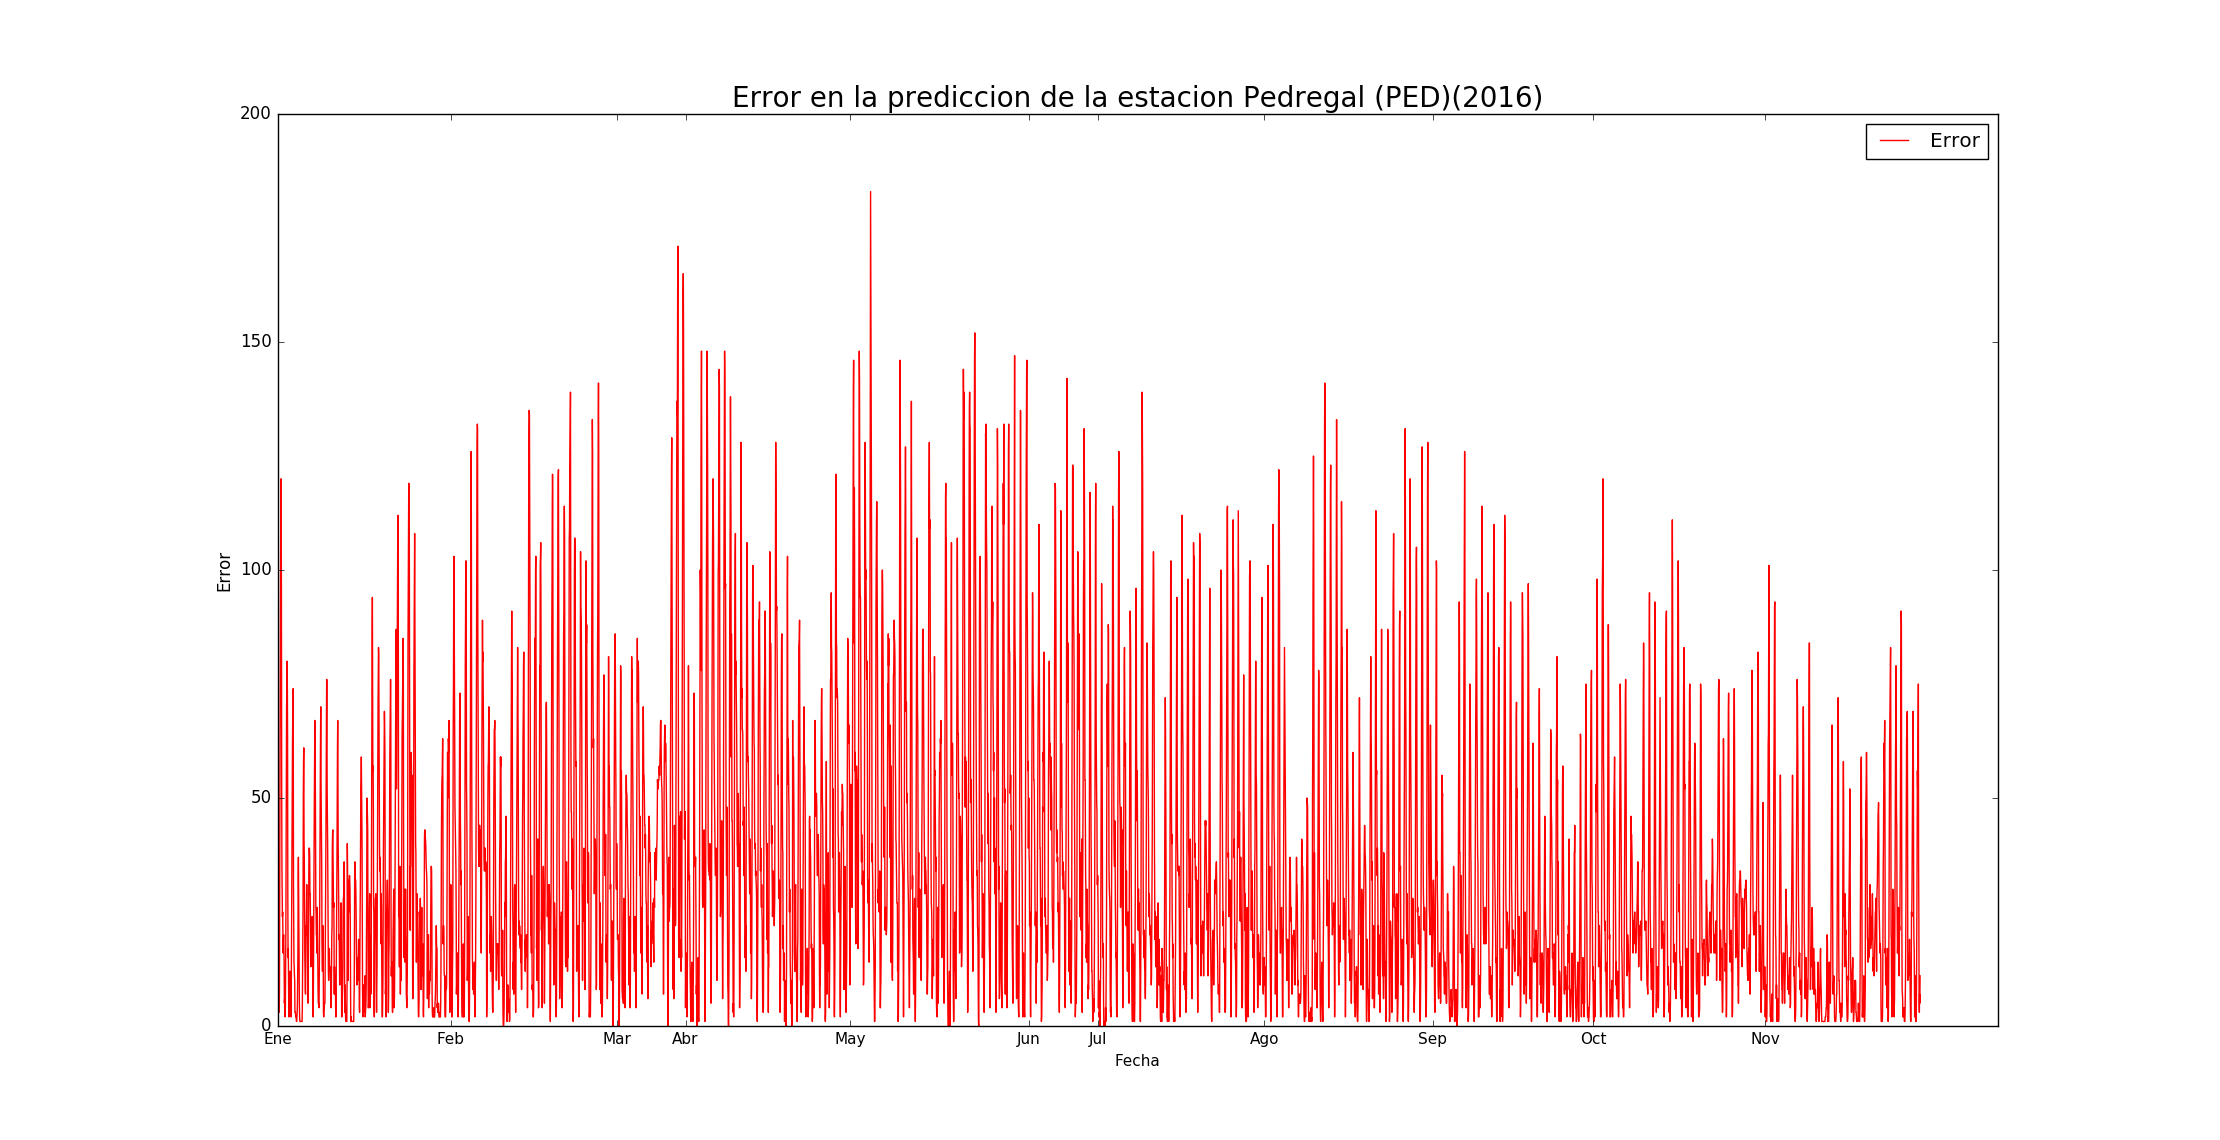 Error en la prediccion de la estacion Pedregal (PED)(2016)
Error
200
150
100
50
0
Error
Ene Feb Mar Abr May Jun Jul Ago Sep Oct Nov
Fecha